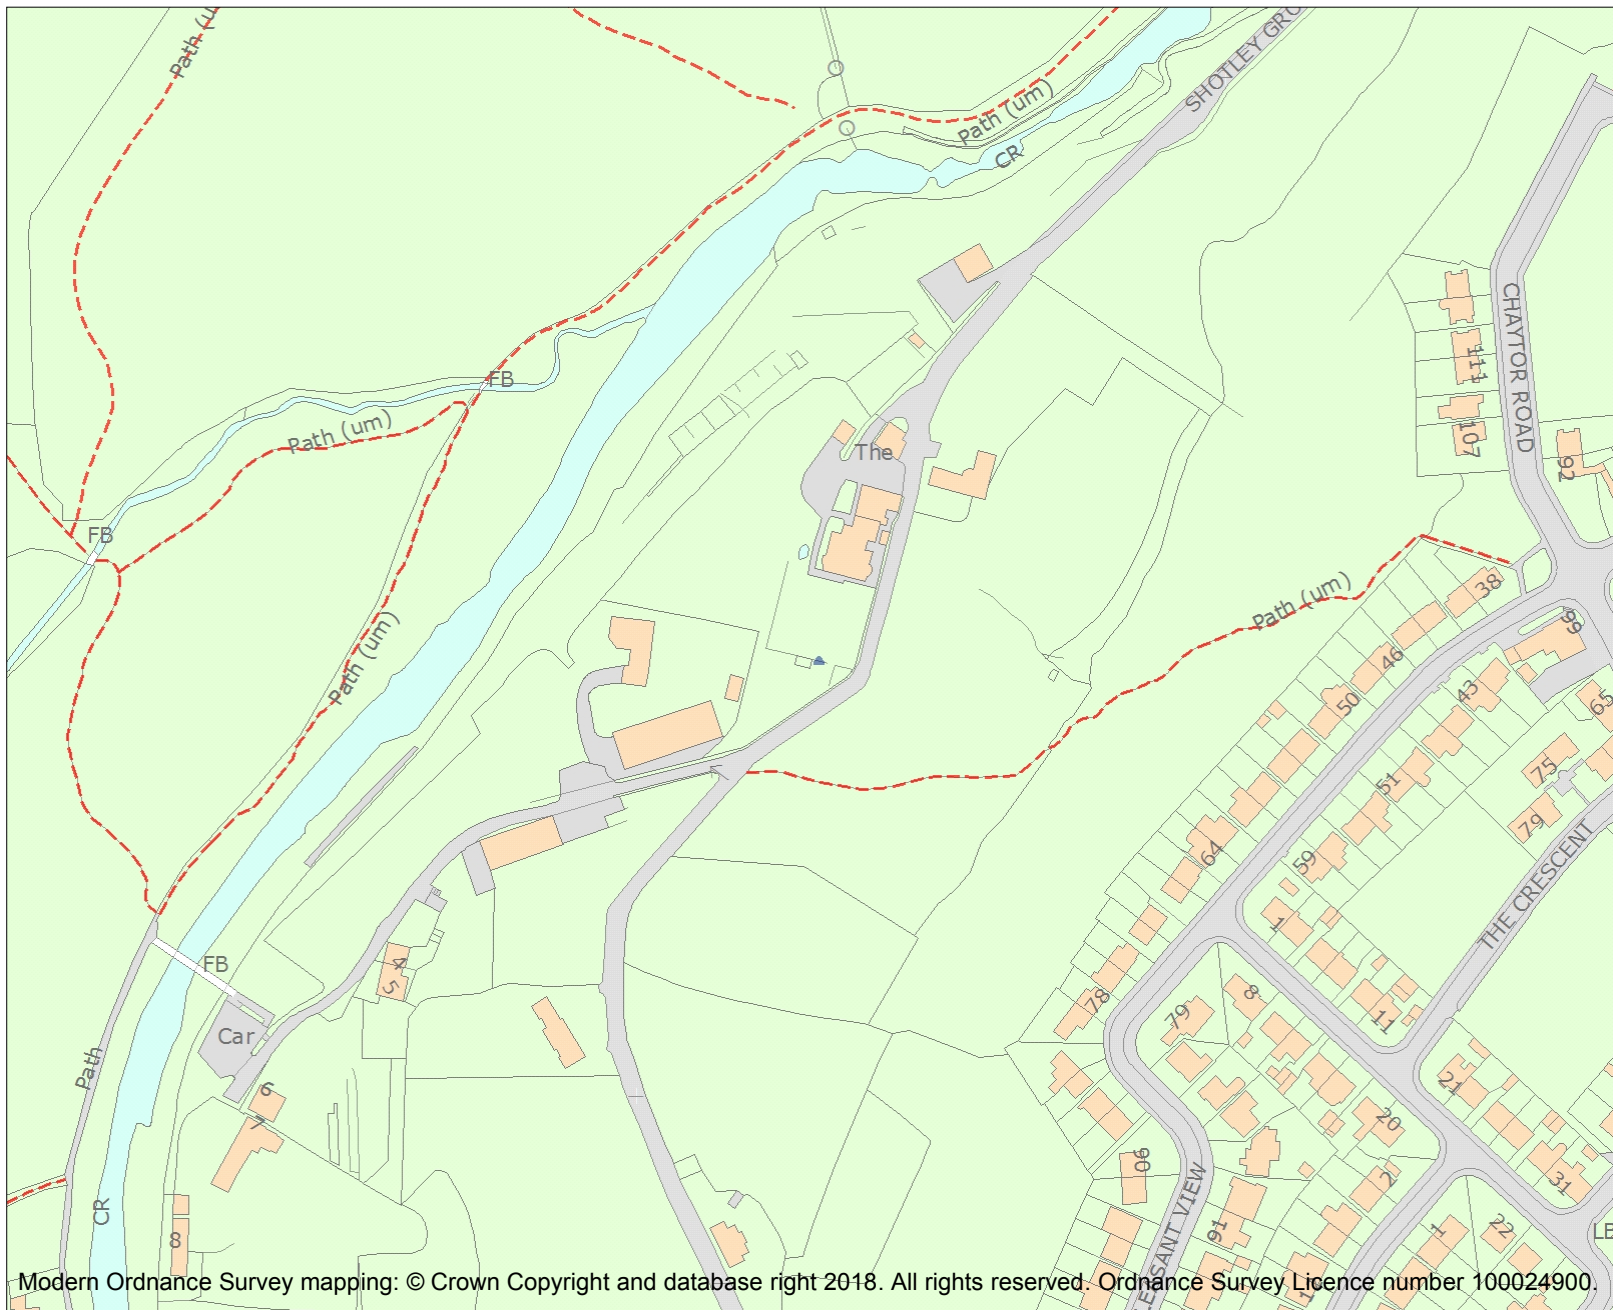 Path (u
Path (um)
CR
SHOTLEY GRO
FB
Path (um)
The
CHAYTOR ROAD
111
107
92
FB
Path (um)
Path (um)
38
99
46
50
43
65
75
79
51
59
64
THE CRESCENT
1
FB
4
5
Car
Path
6
7
78
79
8
11
21
20
31
2
90
91
EASANT VIEW
1
22
LE
CR
8
Modern Ordnance Survey mapping: © Crown Copyright and database right 2018. All rights reserved. Ordnance Survey Licence number 100024900.